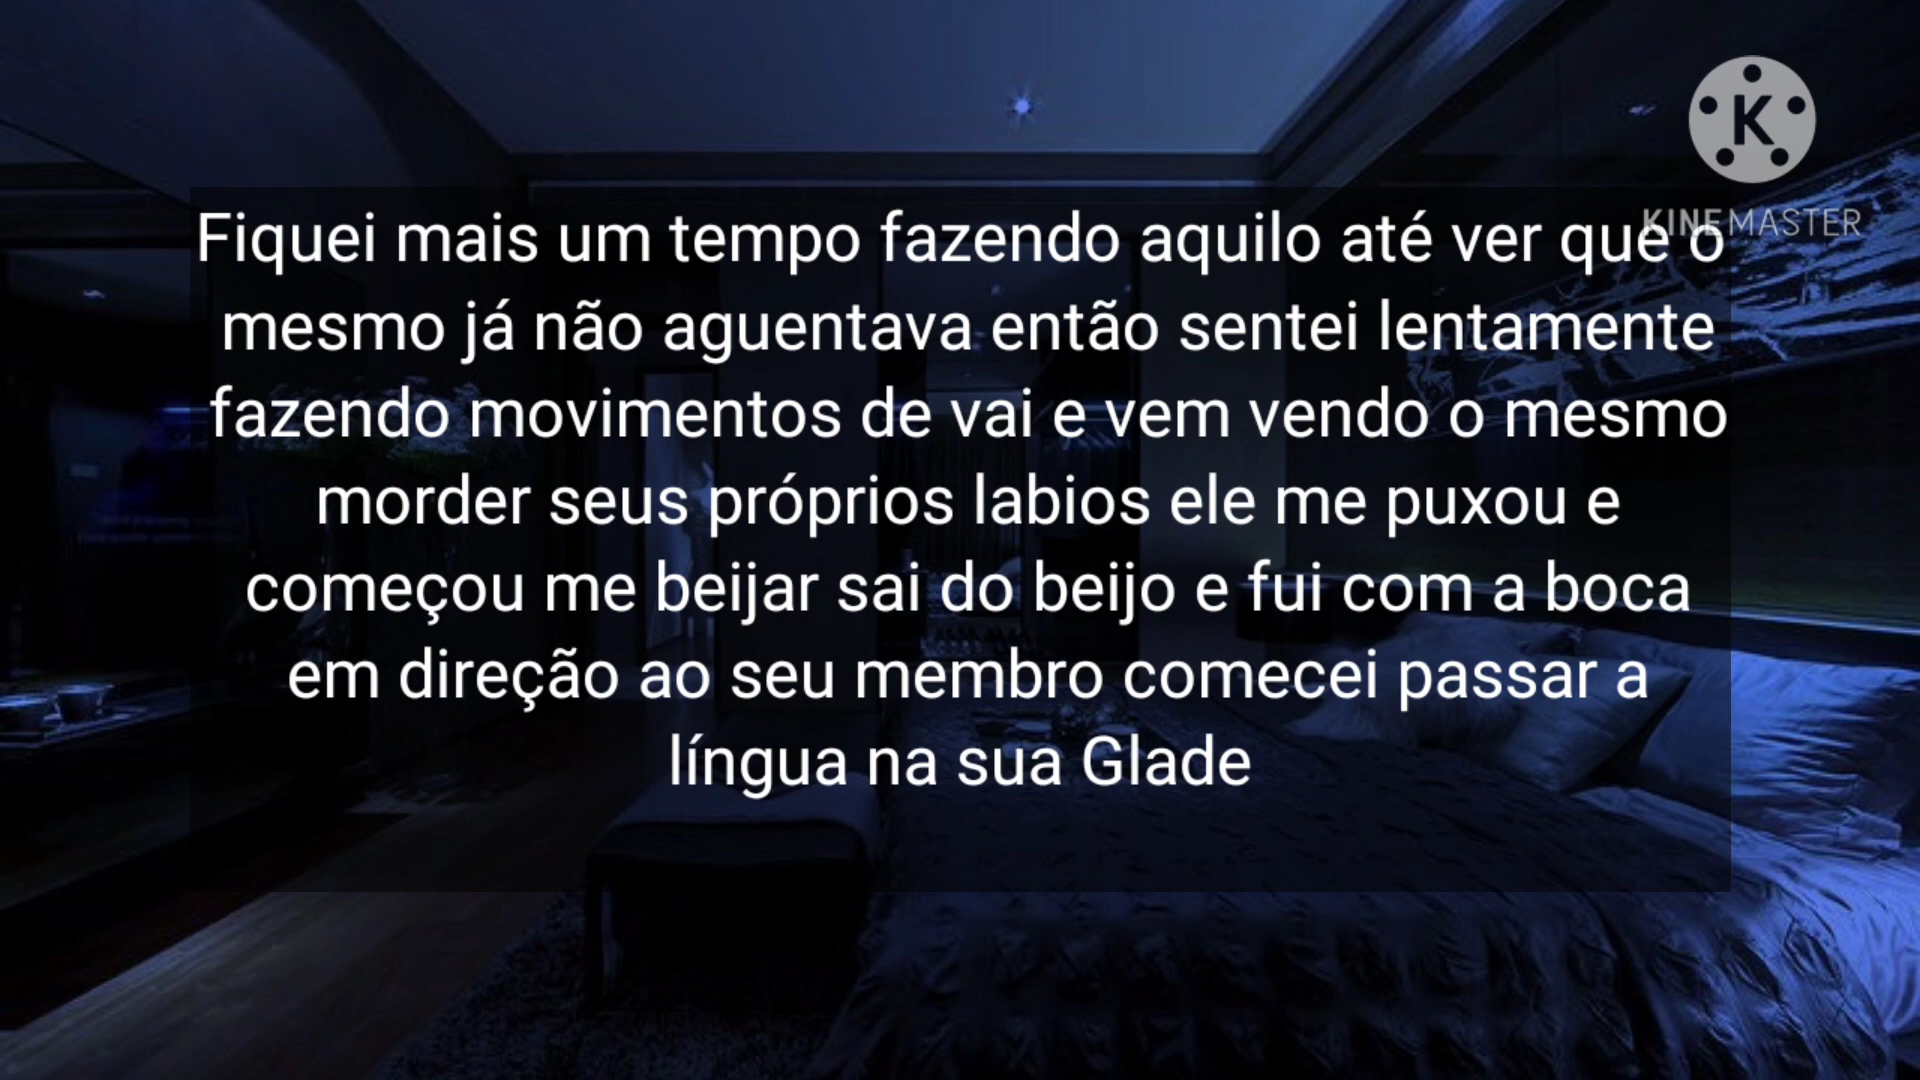 KINEMASTER
Fiquei mais um tempo fazendo aquilo até ver que o
mesmo já não aguentava então sentei lentamente
fazendo movimentos de vai e vem vendo o mesmo
morder seus próprios labios ele me puxou e
começou me beijar sai do beijo e fui com a boca
em direção ao seu membro comecei passar a
língua na sua Glade